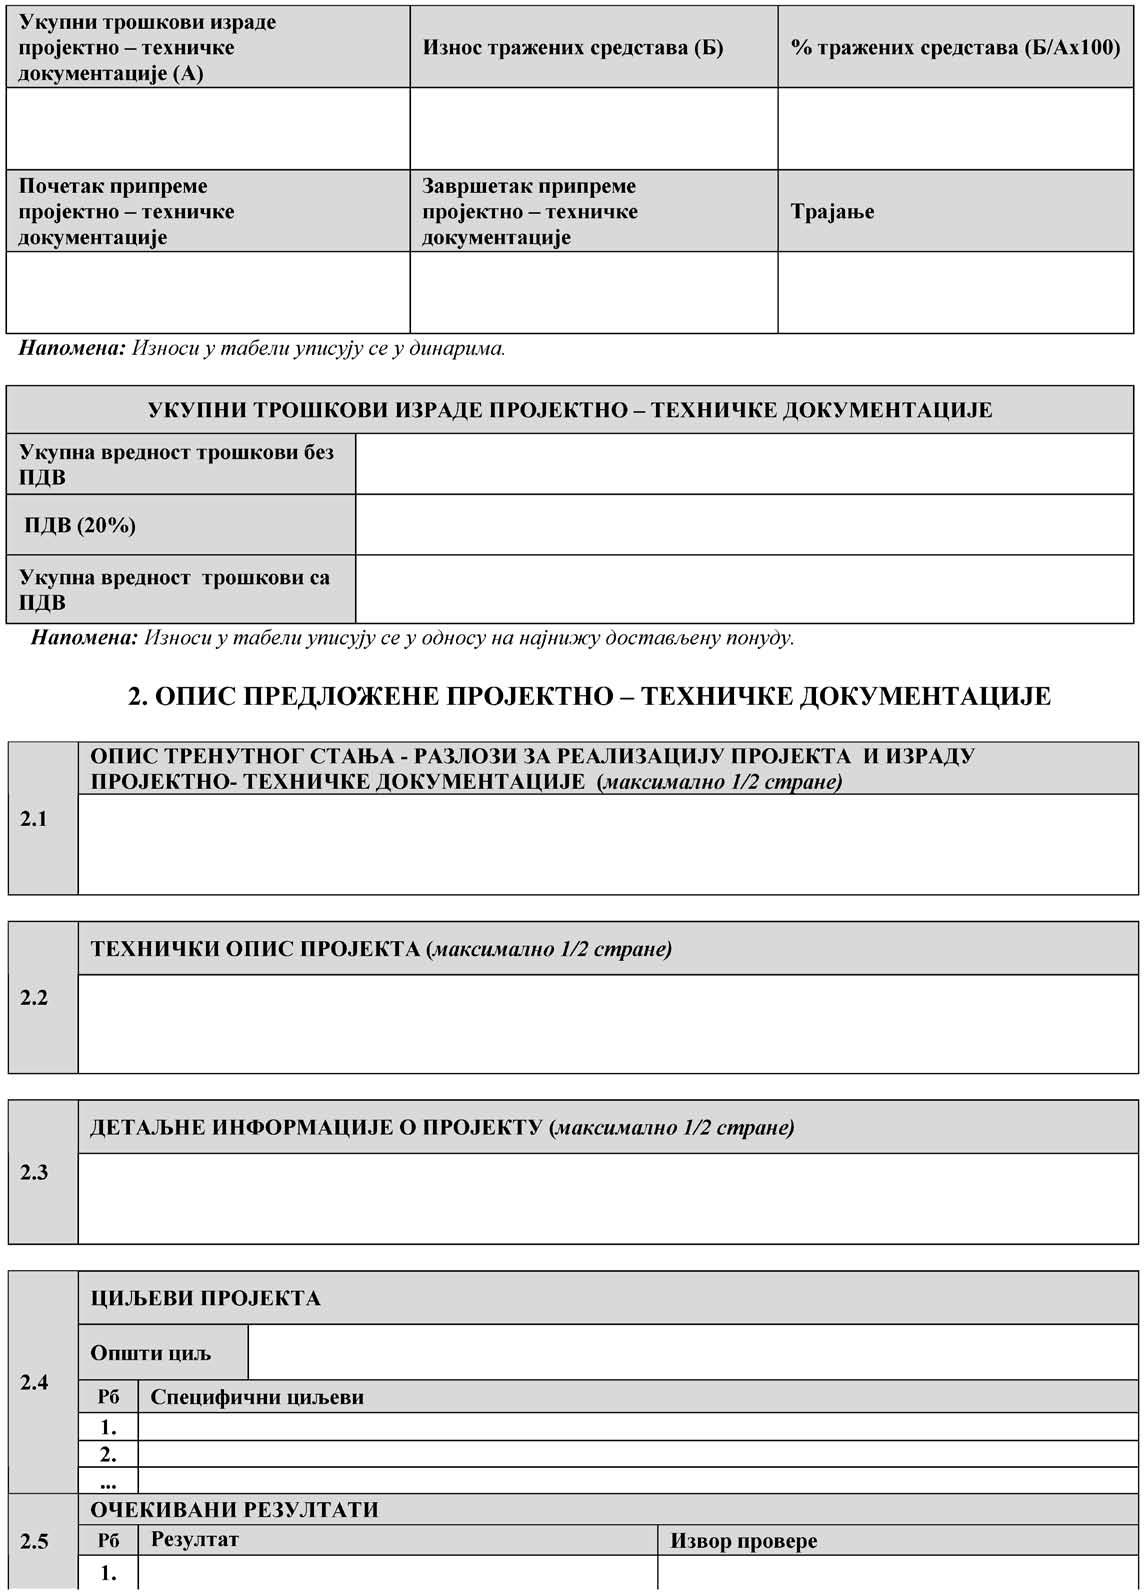 Укупни трошкови израде
пројектно – техничке
документације (А)
Износ тражених средстава (Б)
% тражених средстава (Б/Ах100)
Почетак припреме
пројектно – техничке
документације
Завршетак припреме
пројектно – техничке
документације
Трајање
Напомена: Износи у табели уписују се у динарима.
УКУПНИ ТРОШКОВИ ИЗРАДЕ ПРОЈЕКТНО – ТЕХНИЧКЕ ДОКУМЕНТАЦИЈЕ
Укупна вредност трошкови без
ПДВ
ПДВ (20%)
Укупна вредност трошкови са
ПДВ
Напомена: Износи у табели уписују се у односу на најнижу достављену понуду.
2. ОПИС ПРЕДЛОЖЕНЕ ПРОЈЕКТНО – ТЕХНИЧКЕ ДОКУМЕНТАЦИЈЕ
2.1
ОПИС ТРЕНУТНОГ СТАЊА - РАЗЛОЗИ ЗА РЕАЛИЗАЦИЈУ ПРОЈЕКТА И ИЗРАДУ
ПРОЈЕКТНО- ТЕХНИЧКЕ ДОКУМЕНТАЦИЈЕ (максимално 1/2 стране)
2.2
ТЕХНИЧКИ ОПИС ПРОЈЕКТА (максимално 1/2 стране)
2.3
ДЕТАЉНЕ ИНФОРМАЦИЈЕ О ПРОЈЕКТУ (максимално 1/2 стране)
2.4
ЦИЉЕВИ ПРОЈЕКТА
Општи циљ
Рб Специфични циљеви
1.
2.
...
2.5
ОЧЕКИВАНИ РЕЗУЛТАТИ
Рб Резултат Извор провере
1.